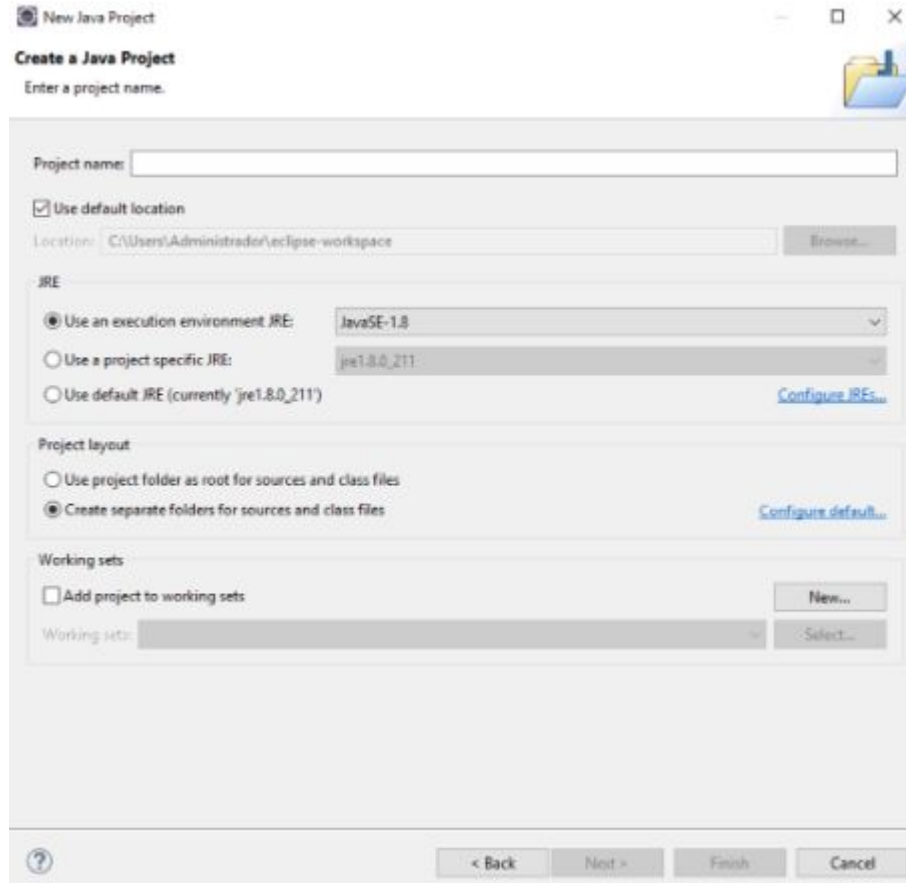 New Java Project
Create a Java Project
Enter a project name.
Project name:
Use default location
Location: C:\Users\Administrador\eclipse-workspace Browse...
JRE
Use an execution environment JRE: JavaSE-1.8
Use a project specific JRE: jre1.8.0_211
Use default JRE (currently 'jre1.8.0_211') Configure JREs...
Project layout
Use project folder as root for sources and class files
Create separate folders for sources and class files Configure default...
Working sets
Add project to working sets New...
Working sets: Select...
? < Back Next > Finish Cancel